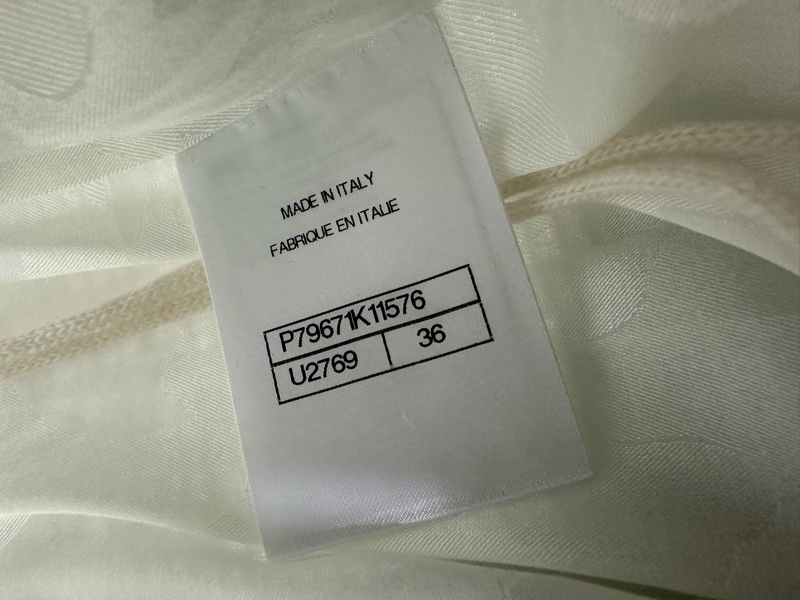 MADE IN ITALY
FABRIQUE EN ITALIE
P79671K11576
U2769 36